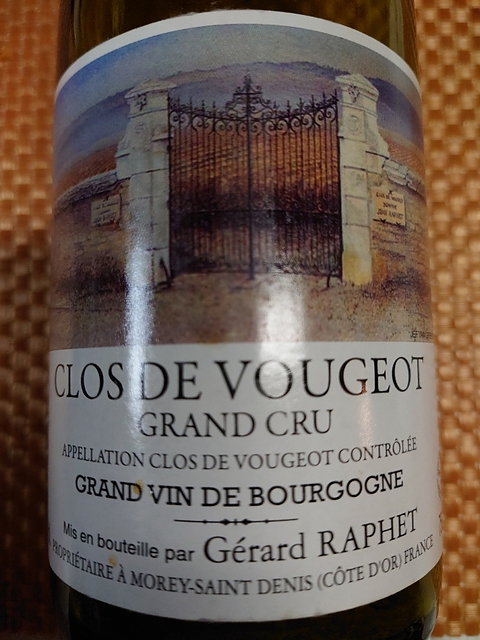 CLOS DE VOUGEOT
GRAND CRU
APPELLATION CLOS DE VOUGEOT CONTRÔLÉE
GRAND VIN DE BOURGOGNE
Mis en bouteille par Gérard RAPHET
PROPRIÉTAIRE À MOREY-SAINT DENIS (CÔTE D'OR) FRANCE